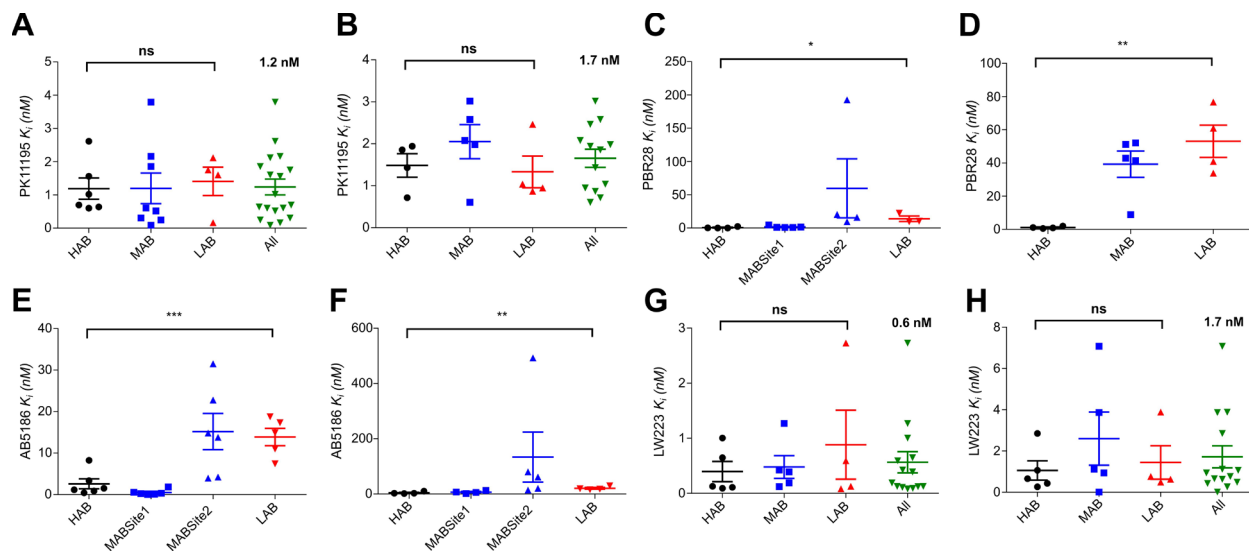 A
ns
1.2 nM
PK1195 Ki (nM)
5
4
3
2
1
0
HAB
MAB
LAB
All
B
ns
1.7 nM
PK1195 Ki (nM)
4
3
2
1
0
HAB
MAB
LAB
All
C
*
PBR28 Ki (nM)
250
200
150
100
50
0
HAB
MABSite1
MABSite2
LAB
D
**
PBR28 Ki (nM)
100
80
60
40
20
0
HAB
MAB
LAB
E
***
AB5186 Ki (nM)
40
30
20
10
0
HAB
MABSite1
MABSite2
LAB
F
**
AB5186 Ki (nM)
600
400
200
0
HAB
MABSite1
MABSite2
LAB
G
ns
0.6 nM
LW223 Ki (nM)
3
2
1
0
HAB
MAB
LAB
All
H
ns
1.7 nM
LW223 Ki (nM)
8
6
4
2
0
HAB
MAB
LAB
All